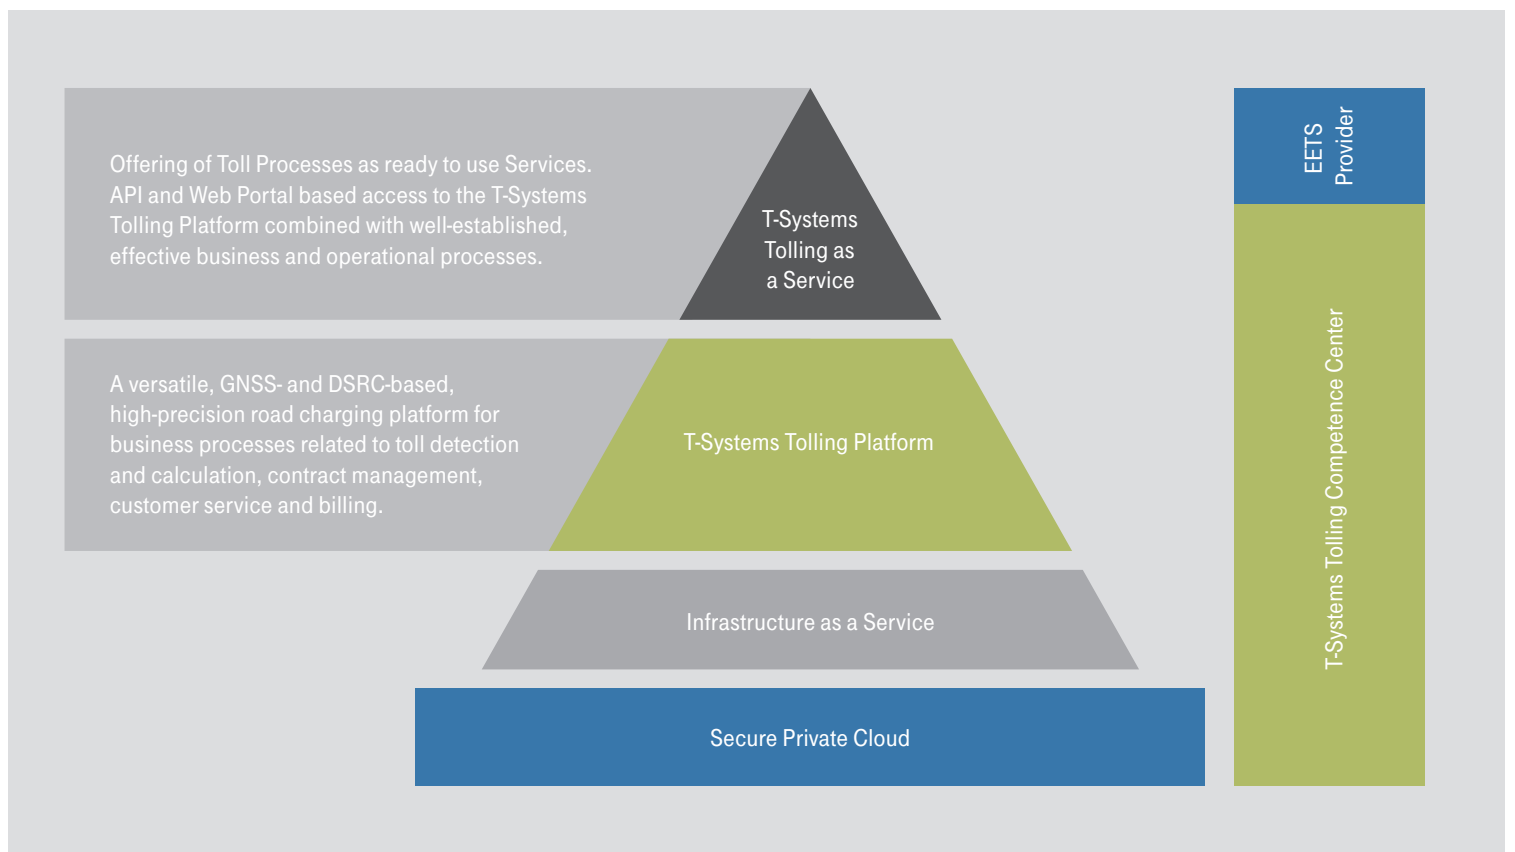 Offering of Toll Processes as ready to use Services.
API and Web Portal based access to the T-Systems
Tolling Platform combined with well-established,
effective business and operational processes.
T-Systems
Tolling as
a Service
A versatile, GNSS- and DSRC-based,
high-precision road charging platform for
business processes related to toll detection
and calculation, contract management,
customer service and billing.
T-Systems Tolling Platform
Infrastructure as a Service
Secure Private Cloud
EETS
Provider
T-Systems Tolling Competence Center